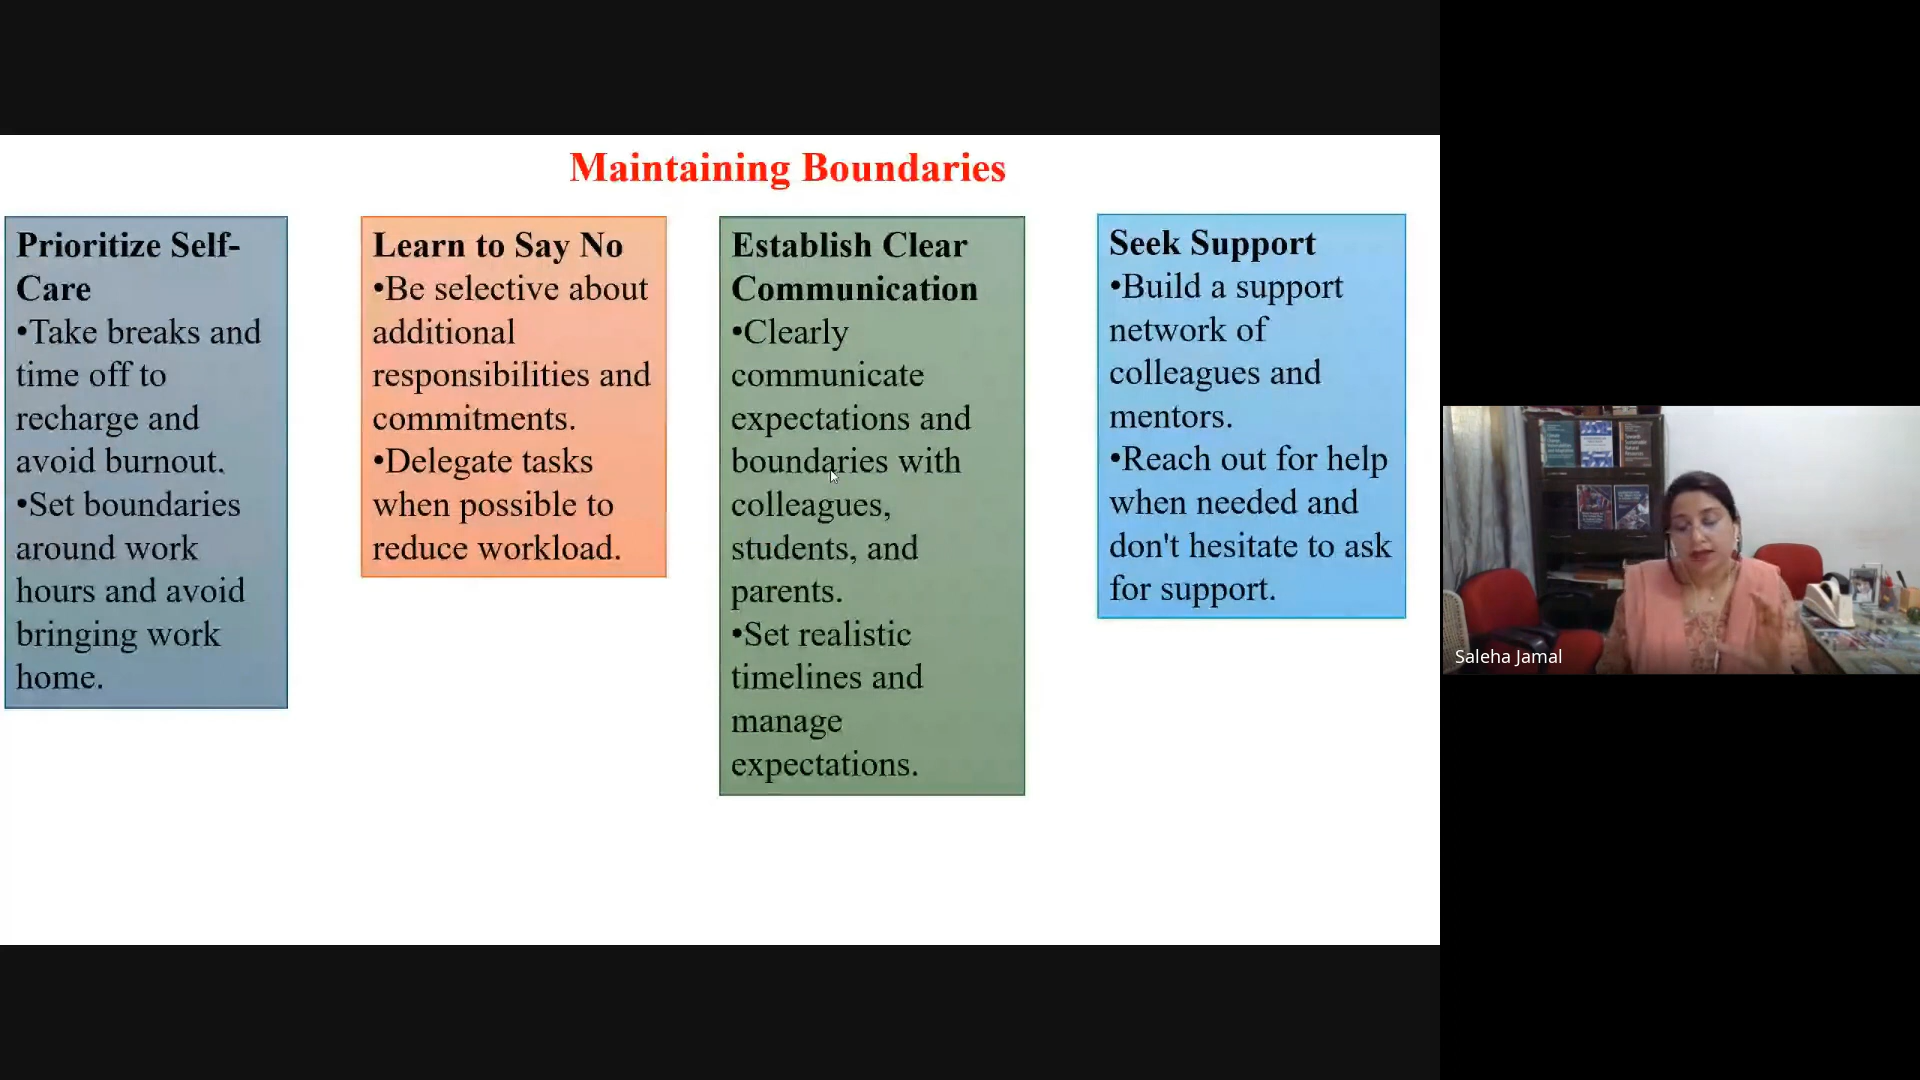 Maintaining Boundaries
Prioritize Self-
Care
•Take breaks and
time off to
recharge and
avoid burnout.
•Set boundaries
around work
hours and avoid
bringing work
home.
Learn to Say No
•Be selective about
additional
responsibilities and
commitments.
•Delegate tasks
when possible to
reduce workload.
Establish Clear
Communication
•Clearly
communicate
expectations and
boundaries with
colleagues,
students, and
parents.
•Set realistic
timelines and
manage
expectations.
Seek Support
•Build a support
network of
colleagues and
mentors.
•Reach out for help
when needed and
don't hesitate to ask
for support.
Saleha Jamal